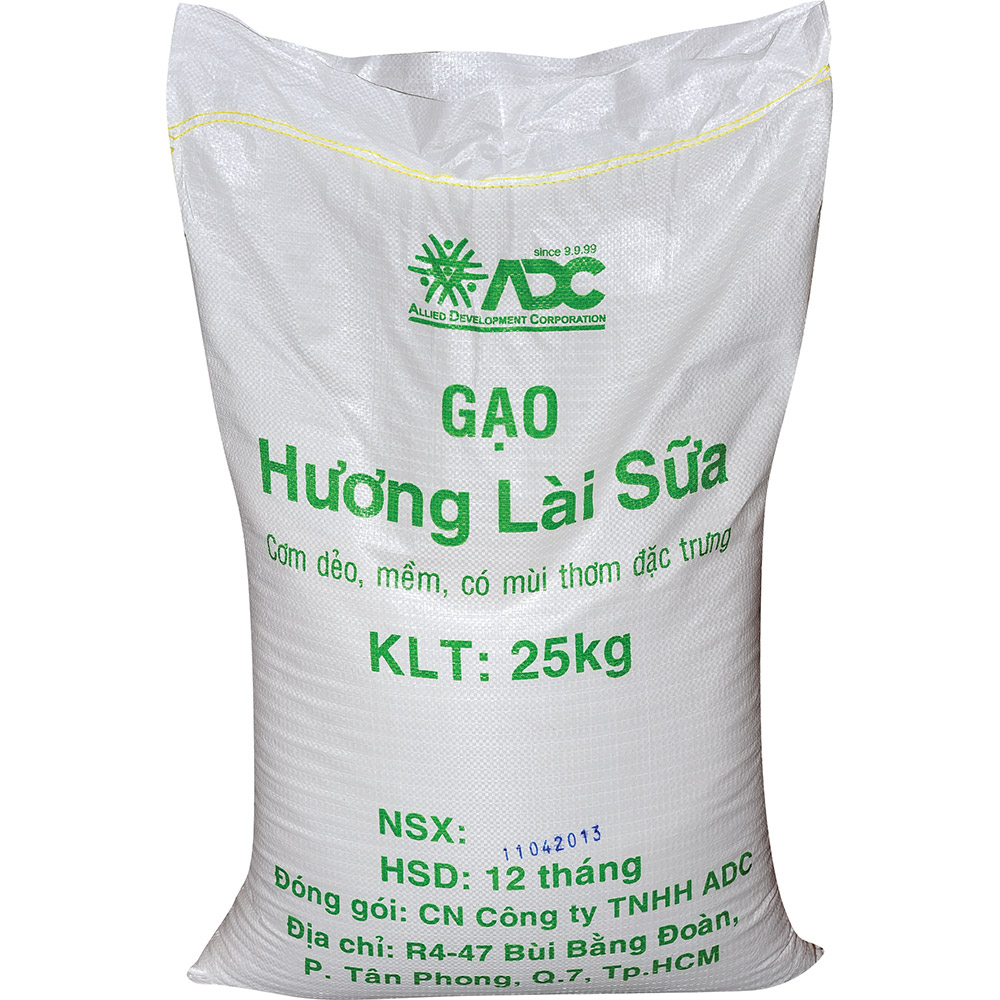 since 9.9.99
ADC
ALLIED DEVELOPMENT CORPORATION
GẠO
Hương Lài Sữa
Cơm dẻo, mềm, có mùi thơm đặc trưng
KLT: 25kg
NSX: 11042013
HSD: 12 tháng
Đóng gói: CN Công ty TNHH ADC
Địa chỉ: R4-47 Bùi Bằng Đoàn,
P. Tân Phong, Q.7, Tp.HCM